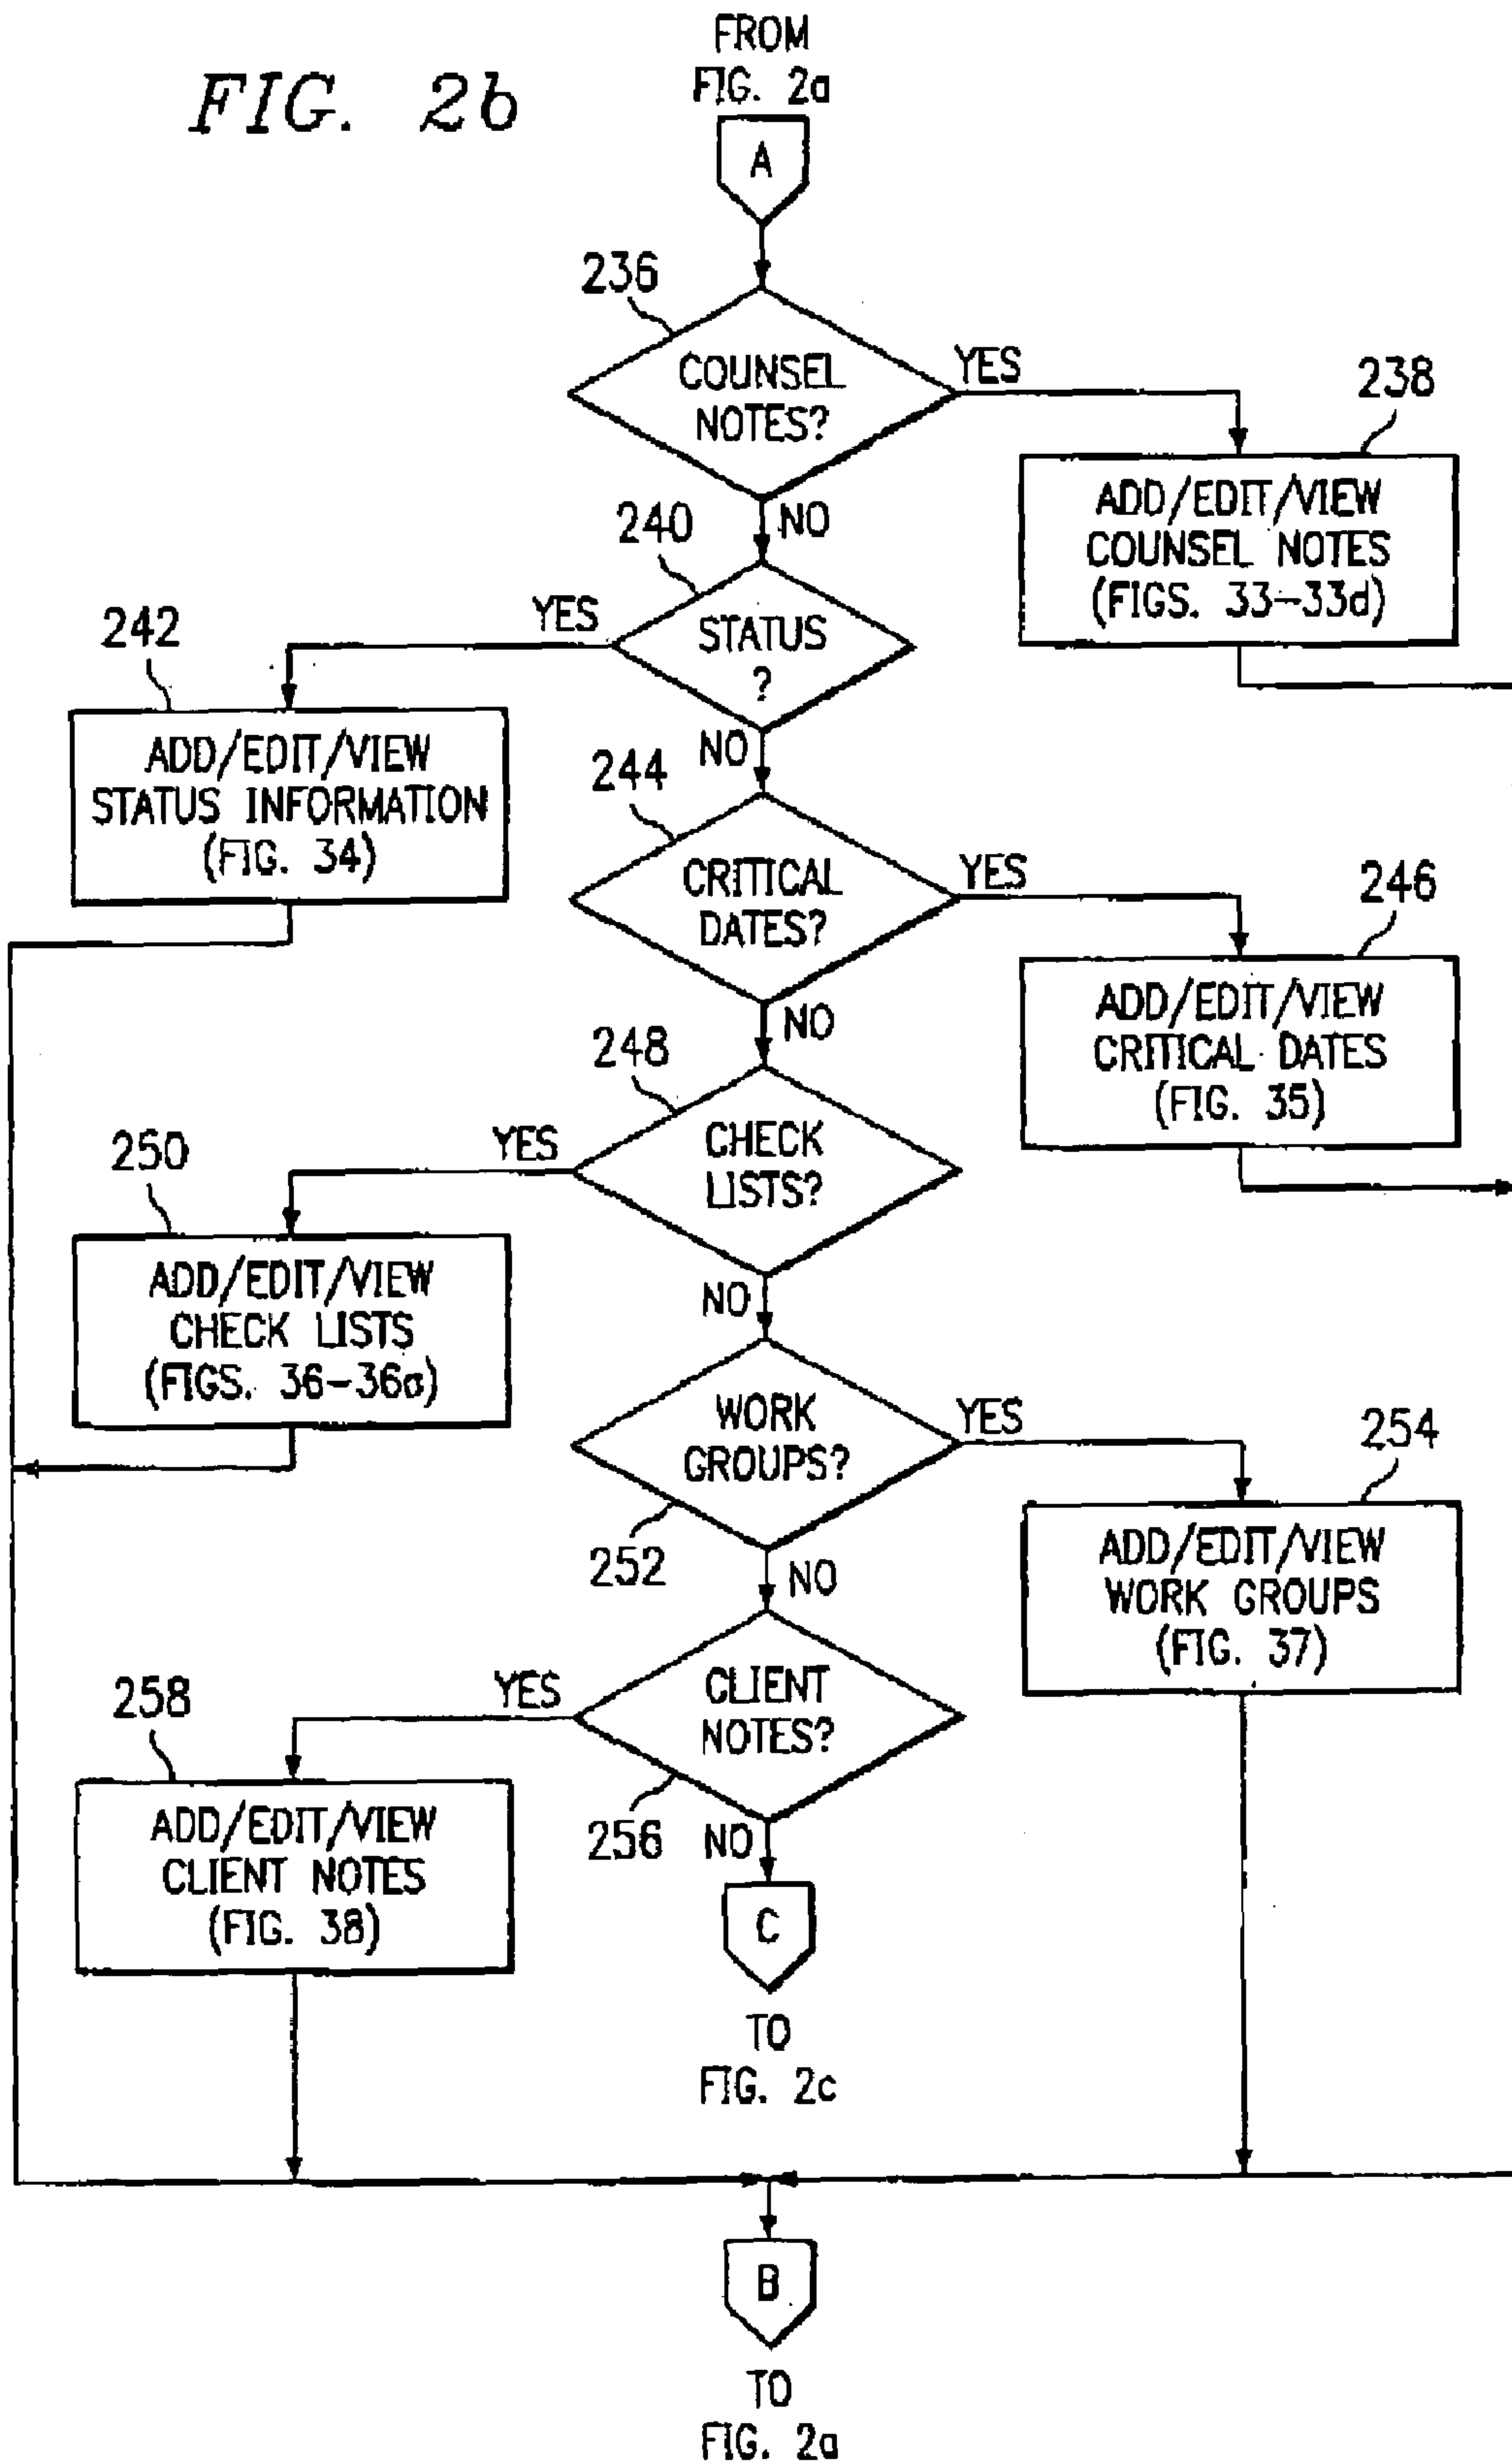 FIG. 2b
FROM
FIG. 2a
A
236
COUNSEL
NOTES?
YES
NO
238
ADD/EDIT/VIEW
COUNSEL NOTES
(FIGS. 33-33d)
240
STATUS
?
YES
NO
242
ADD/EDIT/VIEW
STATUS INFORMATION
(FIG. 34)
244
CRITICAL
DATES?
YES
NO
246
ADD/EDIT/VIEW
CRITICAL DATES
(FIG. 35)
248
CHECK
LISTS?
YES
NO
250
ADD/EDIT/VIEW
CHECK LISTS
(FIGS. 36-36a)
WORK
GROUPS?
252
YES
NO
254
ADD/EDIT/VIEW
WORK GROUPS
(FIG. 37)
CLIENT
NOTES?
256
YES
NO
258
ADD/EDIT/VIEW
CLIENT NOTES
(FIG. 38)
C
TO
FIG. 2c
B
TO
FIG. 2a